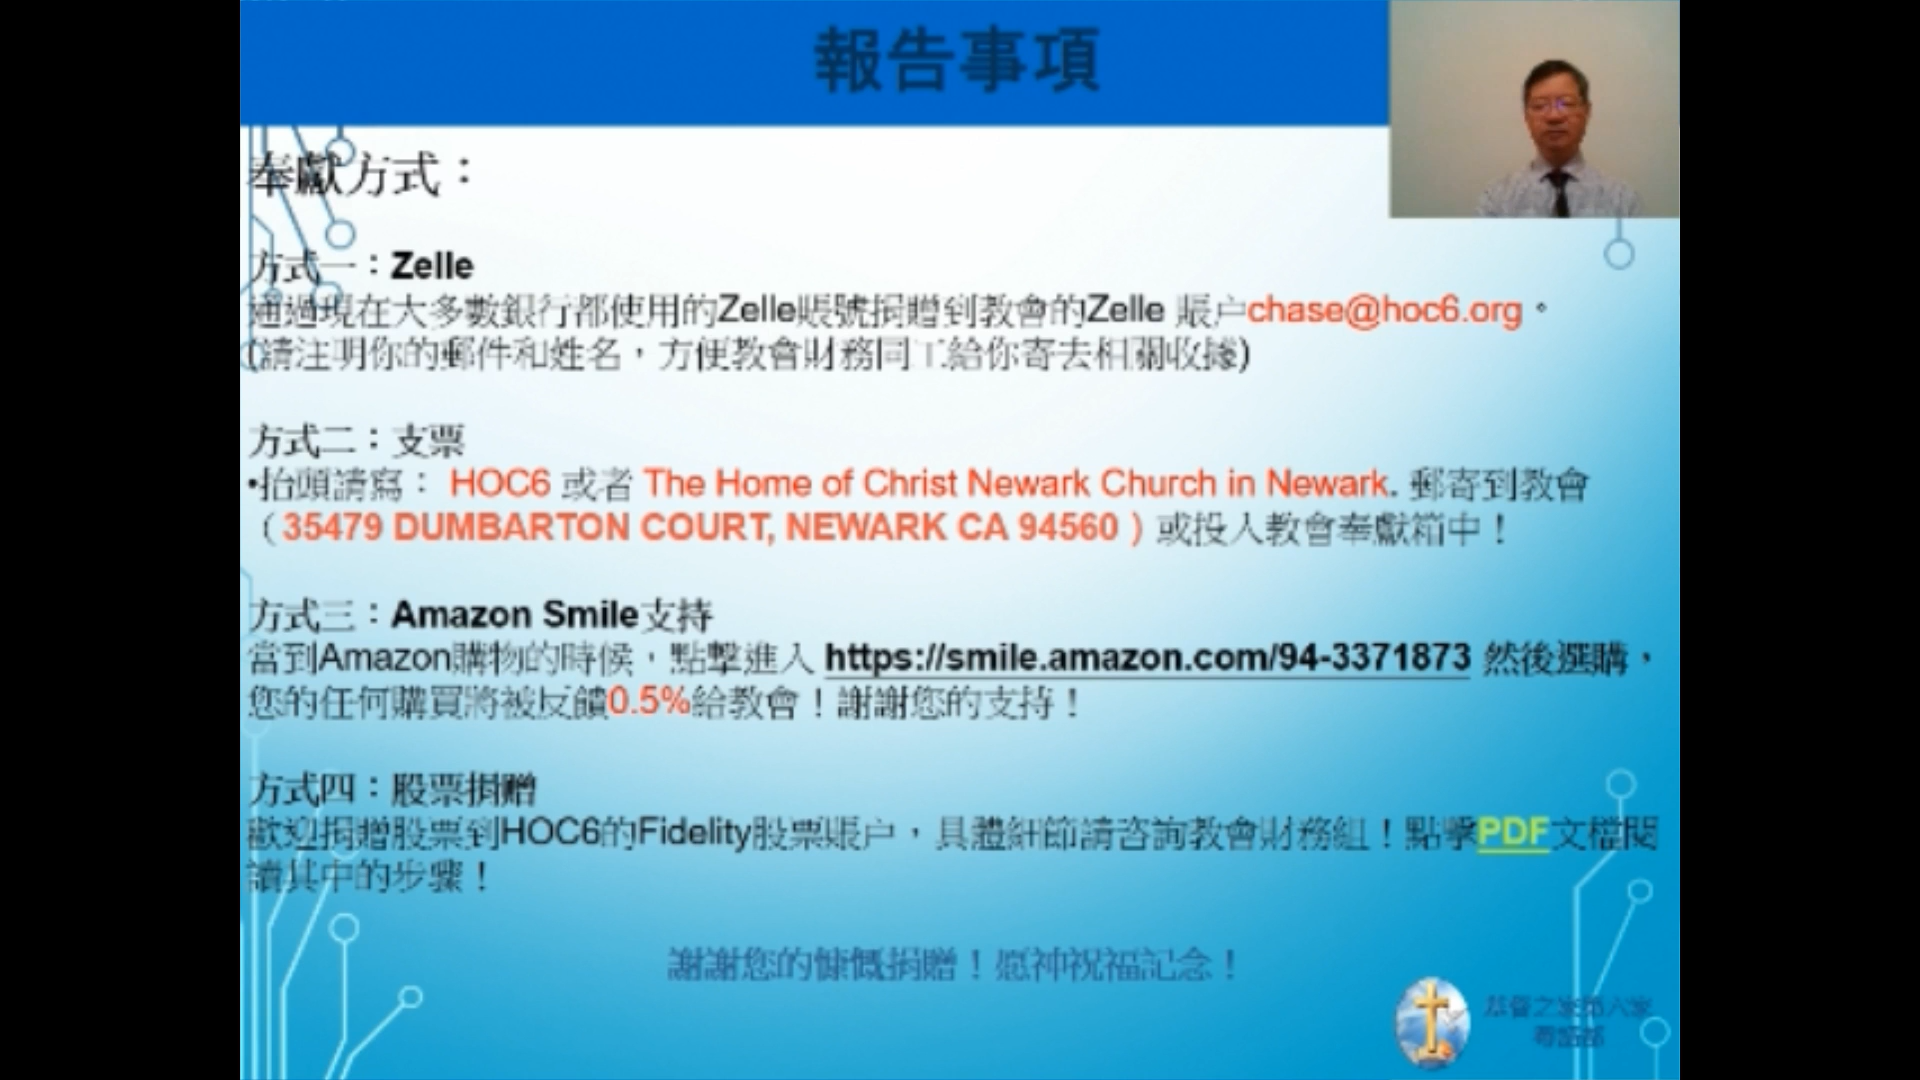 報告事項
奉獻方式：
方式一：Zelle
通過現在大多數銀行都使用的Zelle賬號捐贈到教會的Zelle 賬户chase@hoc6.org。
(請注明你的郵件和姓名，方便教會財務同工給你寄去相關收據)
方式二：支票
•抬頭請寫： HOC6 或者 The Home of Christ Newark Church in Newark. 郵寄到教會
（35479 DUMBARTON COURT, NEWARK CA 94560 ）或投入教會奉獻箱中！
方式三：Amazon Smile支持
當到Amazon購物的時候，點擊進入 https://smile.amazon.com/94-3371873 然後選購，
您的任何購買將被反饋0.5%給教會！謝謝您的支持！
方式四：股票捐贈
歡迎捐贈股票到HOC6的Fidelity股票賬户，具體細節請咨詢教會財務組！點擊PDF文檔閱
讀其中的步驟！
謝謝您的慷慨捐贈！愿神祝福記念！
基督之家第六家
粵語部